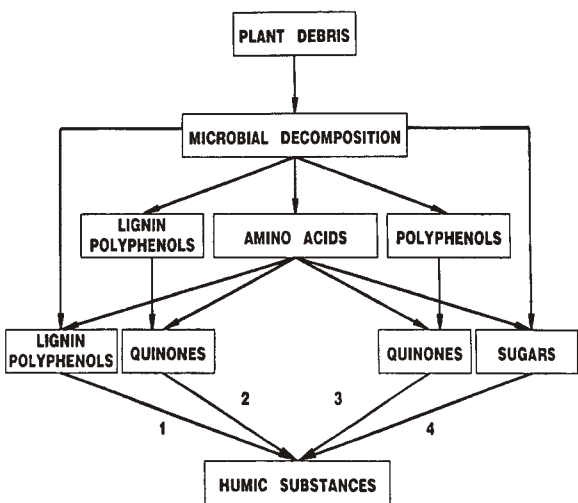 PLANT DEBRIS
MICROBIAL DECOMPOSITION
LIGNIN
POLYPHENOLS
AMINO ACIDS
POLYPHENOLS
LIGNIN
POLYPHENOLS
QUINONES
QUINONES
SUGARS
1
2
3
4
HUMIC SUBSTANCES